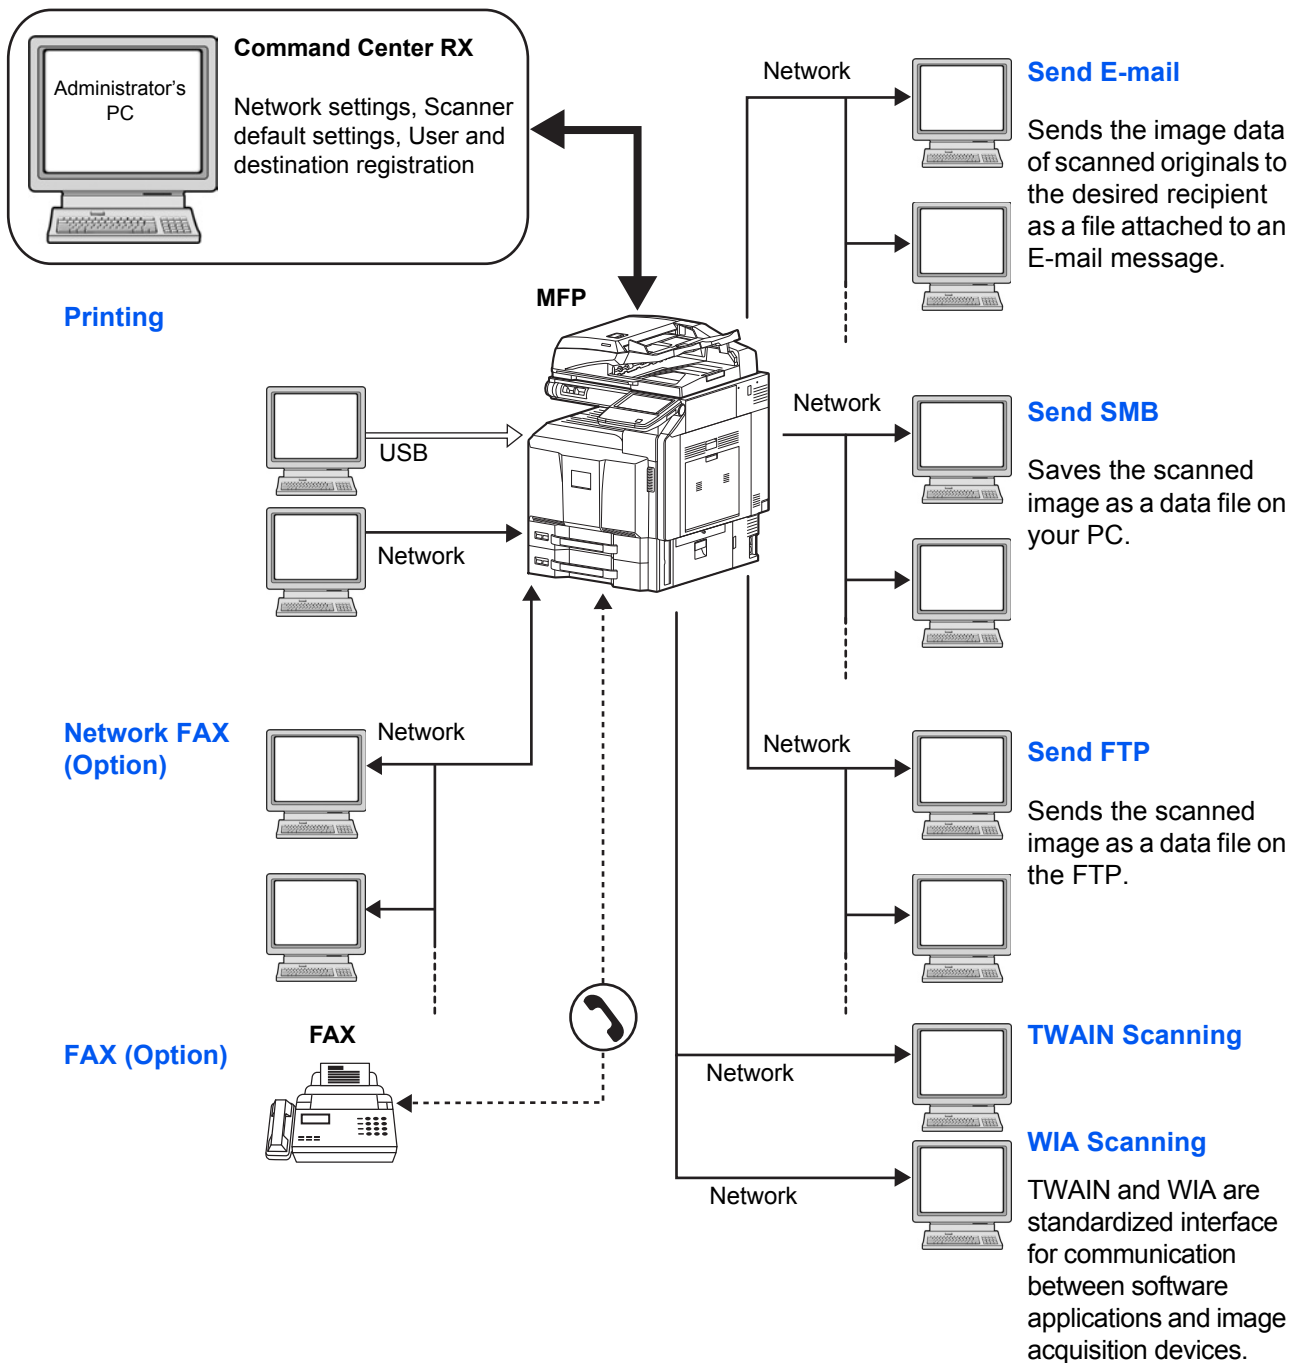 Command Center RX
Administrator's
PC
Network settings, Scanner
default settings, User and
destination registration
Network
Send E-mail
Sends the image data
of scanned originals to
the desired recipient
as a file attached to an
E-mail message.
MFP
Printing
USB
Network
Network
Send SMB
Saves the scanned
image as a data file on
your PC.
Network FAX
(Option)
Network
Network
Send FTP
Sends the scanned
image as a data file on
the FTP.
FAX (Option)
FAX
Network
TWAIN Scanning
Network
WIA Scanning
TWAIN and WIA are
standardized interface
for communication
between software
applications and image
acquisition devices.